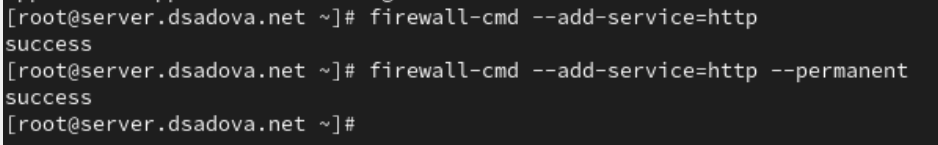 [root@server.dsadova.net ~]# firewall-cmd --add-service=http
success
[root@server.dsadova.net ~]# firewall-cmd --add-service=http --permanent
success
[root@server.dsadova.net ~]#